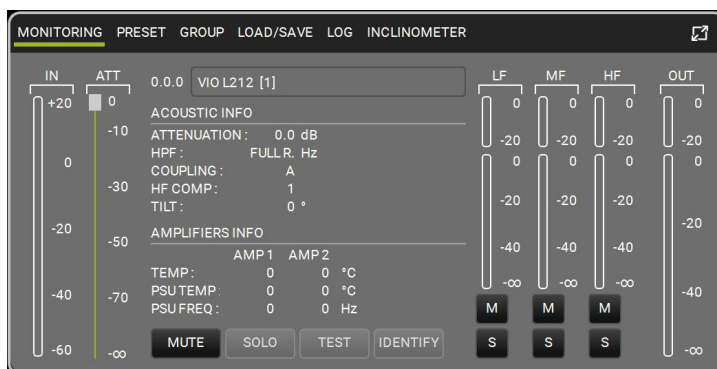 MONITORING PRESET GROUP LOAD/SAVE LOG INCLINOMETER
IN ATT LF MF HF OUT
0.0.0 VIO L212 [1]
+20 0 0 0 0 0
ACOUSTIC INFO
-10 ATTENUATION: 0.0 dB -20 -20 -20 -20
HPF: FULL R. Hz
0 COUPLING: A 0 0 0 0
-30 HF COMP: 1
TILT: 0 ° -20 -20 -20
-20 AMPLIFIERS INFO -20
-50 AMP1 AMP2 -40 -40 -40
TEMP: 0 0 °C
PSU TEMP: 0 0 °C -∞ -∞ -∞
-40 -70 PSU FREQ: 0 0 Hz M M M -40
MUTE SOLO TEST IDENTIFY S S S
-60 -∞ -∞